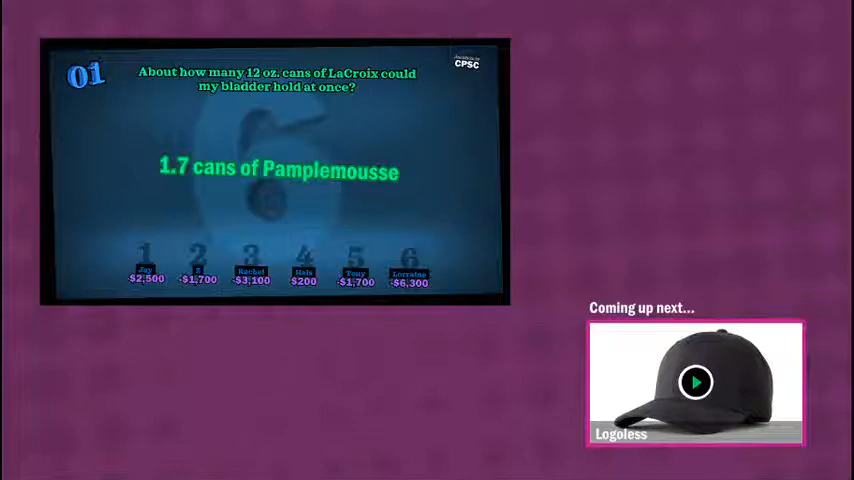 01
About how many 12 oz. cans of LaCroix could
my bladder hold at once?
CPSC
1.7 cans of Pamplemousse
1 2 3 4 5 6
Jay S Rachel Hals Tony Lorraine
-$2,500 -$1,700 -$3,100 $200 -$1,700 -$6,300
Coming up next...
Logoless